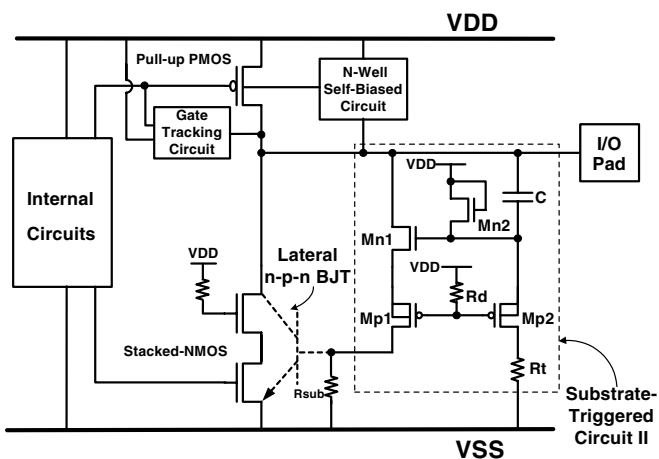 VDD
Pull-up PMOS
N-Well
Self-Biased
Circuit
Gate
Tracking
Circuit
I/O
Pad
Internal
Circuits
VDD
C
Mn2
Mn1
VDD
Lateral
n-p-n BJT
VDD
Rd
Mp1
Mp2
Stacked-NMOS
Rsub
Rt
Substrate-
Triggered
Circuit II
VSS